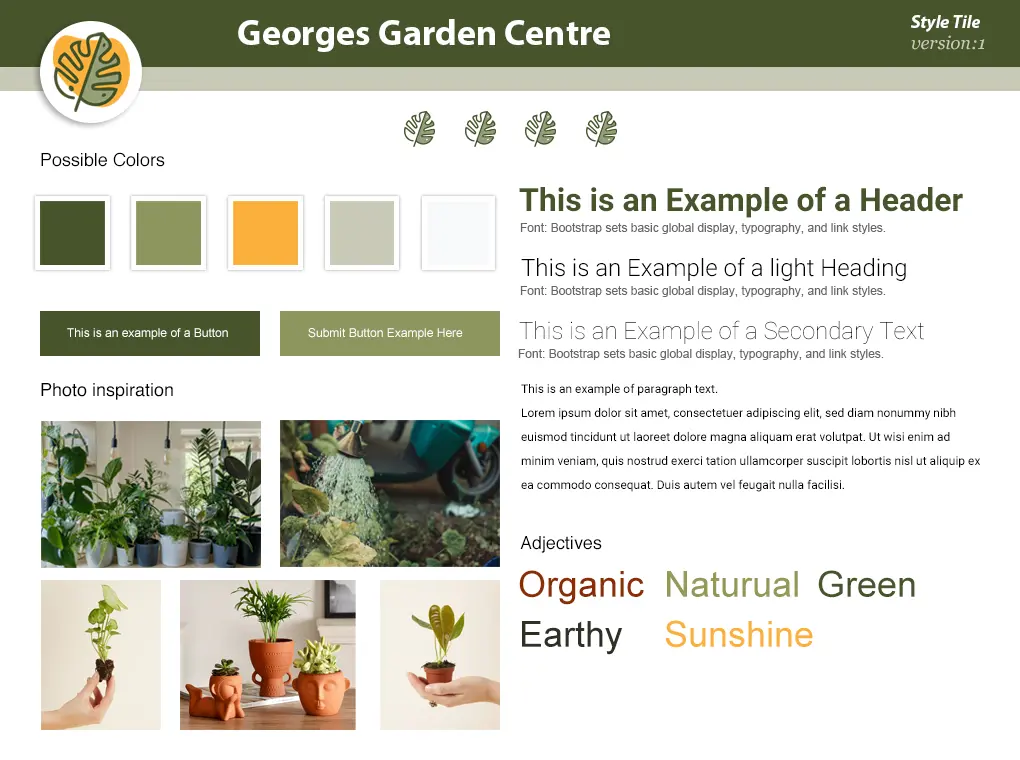 Georges Garden Centre
Style Tile
version:1
Possible Colors
This is an example of a Button
Submit Button Example Here
Photo inspiration
This is an Example of a Header
Font: Bootstrap sets basic global display, typography, and link styles.
This is an Example of a light Heading
Font: Bootstrap sets basic global display, typography, and link styles.
This is an Example of a Secondary Text
Font: Bootstrap sets basic global display, typography, and link styles.
This is an example of paragraph text.
Lorem ipsum dolor sit amet, consectetuer adipiscing elit, sed diam nonummy nibh
euismod tincidunt ut laoreet dolore magna aliquam erat volutpat. Ut wisi enim ad
minim veniam, quis nostrud exerci tation ullamcorper suscipit lobortis nisl ut aliquip ex
ea commodo consequat. Duis autem vel feugait nulla facilisi.
Adjectives
Organic Naturual Green
Earthy Sunshine